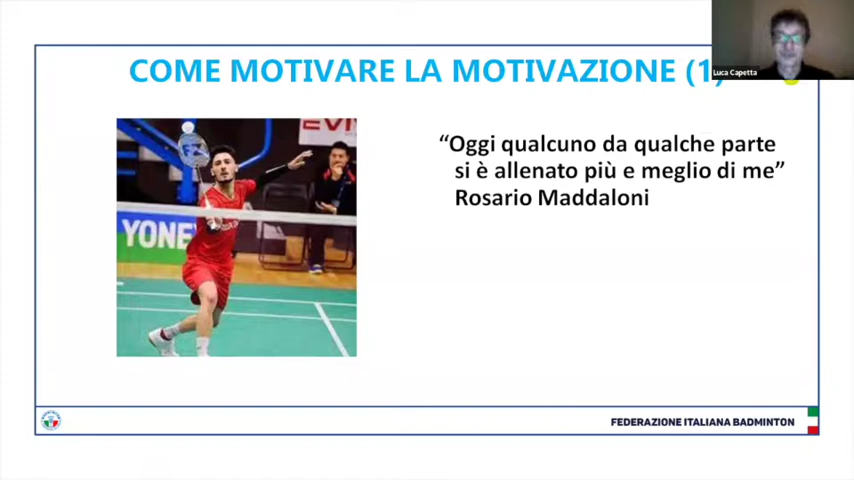 Luca Capetta
COME MOTIVARE LA MOTIVAZIONE (1)
"Oggi qualcuno da qualche parte
si è allenato più e meglio di me"
Rosario Maddaloni
YONE
FEDERAZIONE ITALIANA BADMINTON